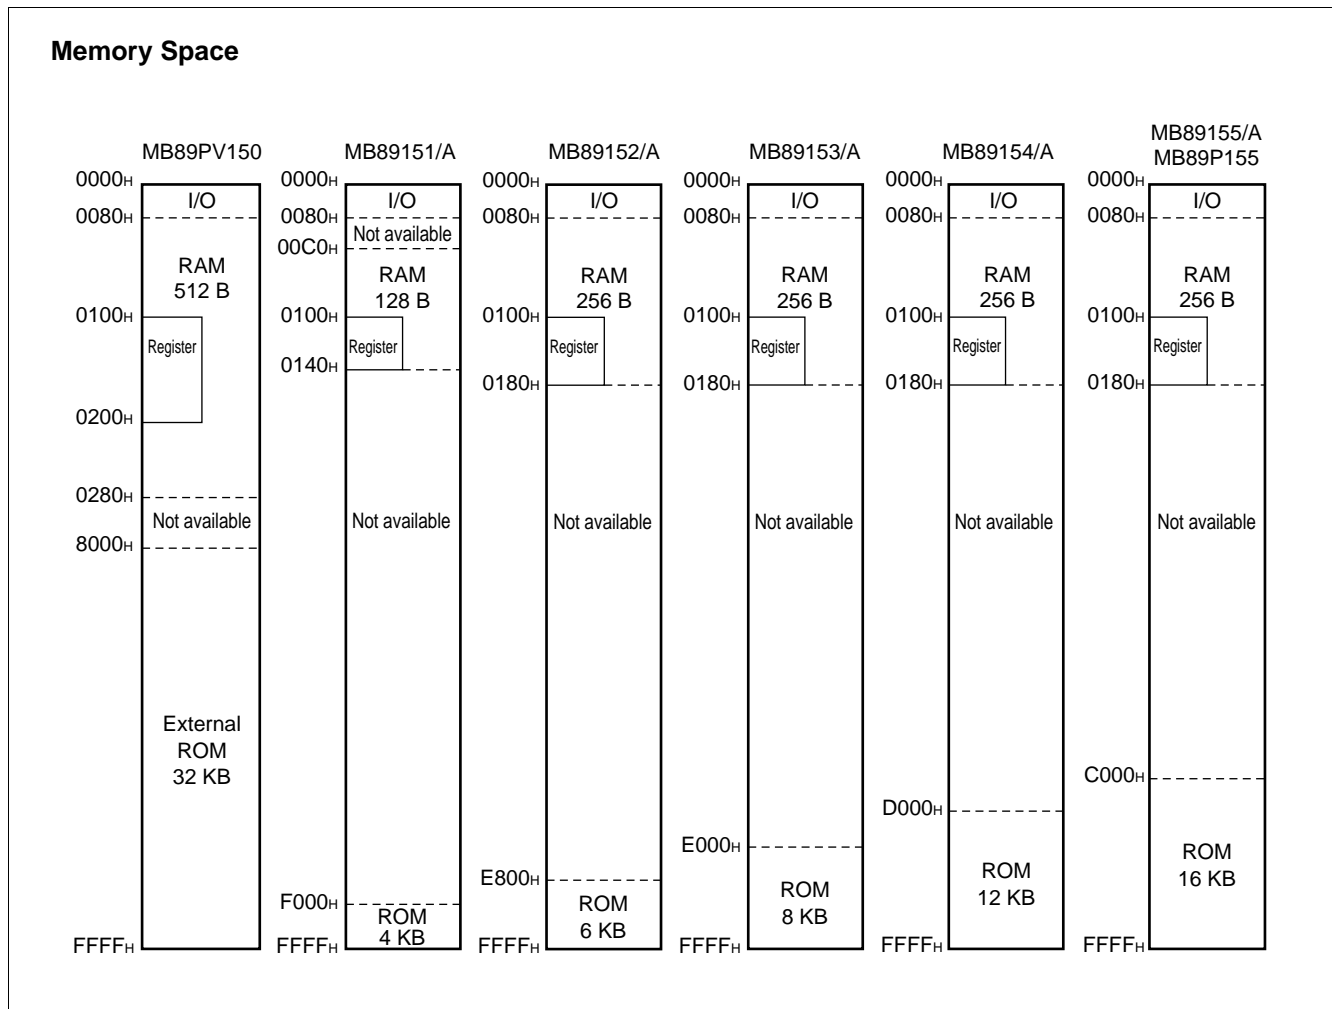 Memory Space
MB89PV150
0000H
I/O
0080H
RAM
512 B
0100H
Register
0200H
0280H
Not available
8000H
External
ROM
32 KB
FFFFH
MB89151/A
0000H
I/O
0080H
Not available
00C0H
RAM
128 B
0100H
Register
0140H
Not available
F000H
ROM
4 KB
FFFFH
MB89152/A
0000H
I/O
0080H
RAM
256 B
0100H
Register
0180H
Not available
E800H
ROM
6 KB
FFFFH
MB89153/A
0000H
I/O
0080H
RAM
256 B
0100H
Register
0180H
Not available
E000H
ROM
8 KB
FFFFH
MB89154/A
0000H
I/O
0080H
RAM
256 B
0100H
Register
0180H
Not available
D000H
ROM
12 KB
FFFFH
MB89155/A
MB89P155
0000H
I/O
0080H
RAM
256 B
0100H
Register
0180H
Not available
C000H
ROM
16 KB
FFFFH